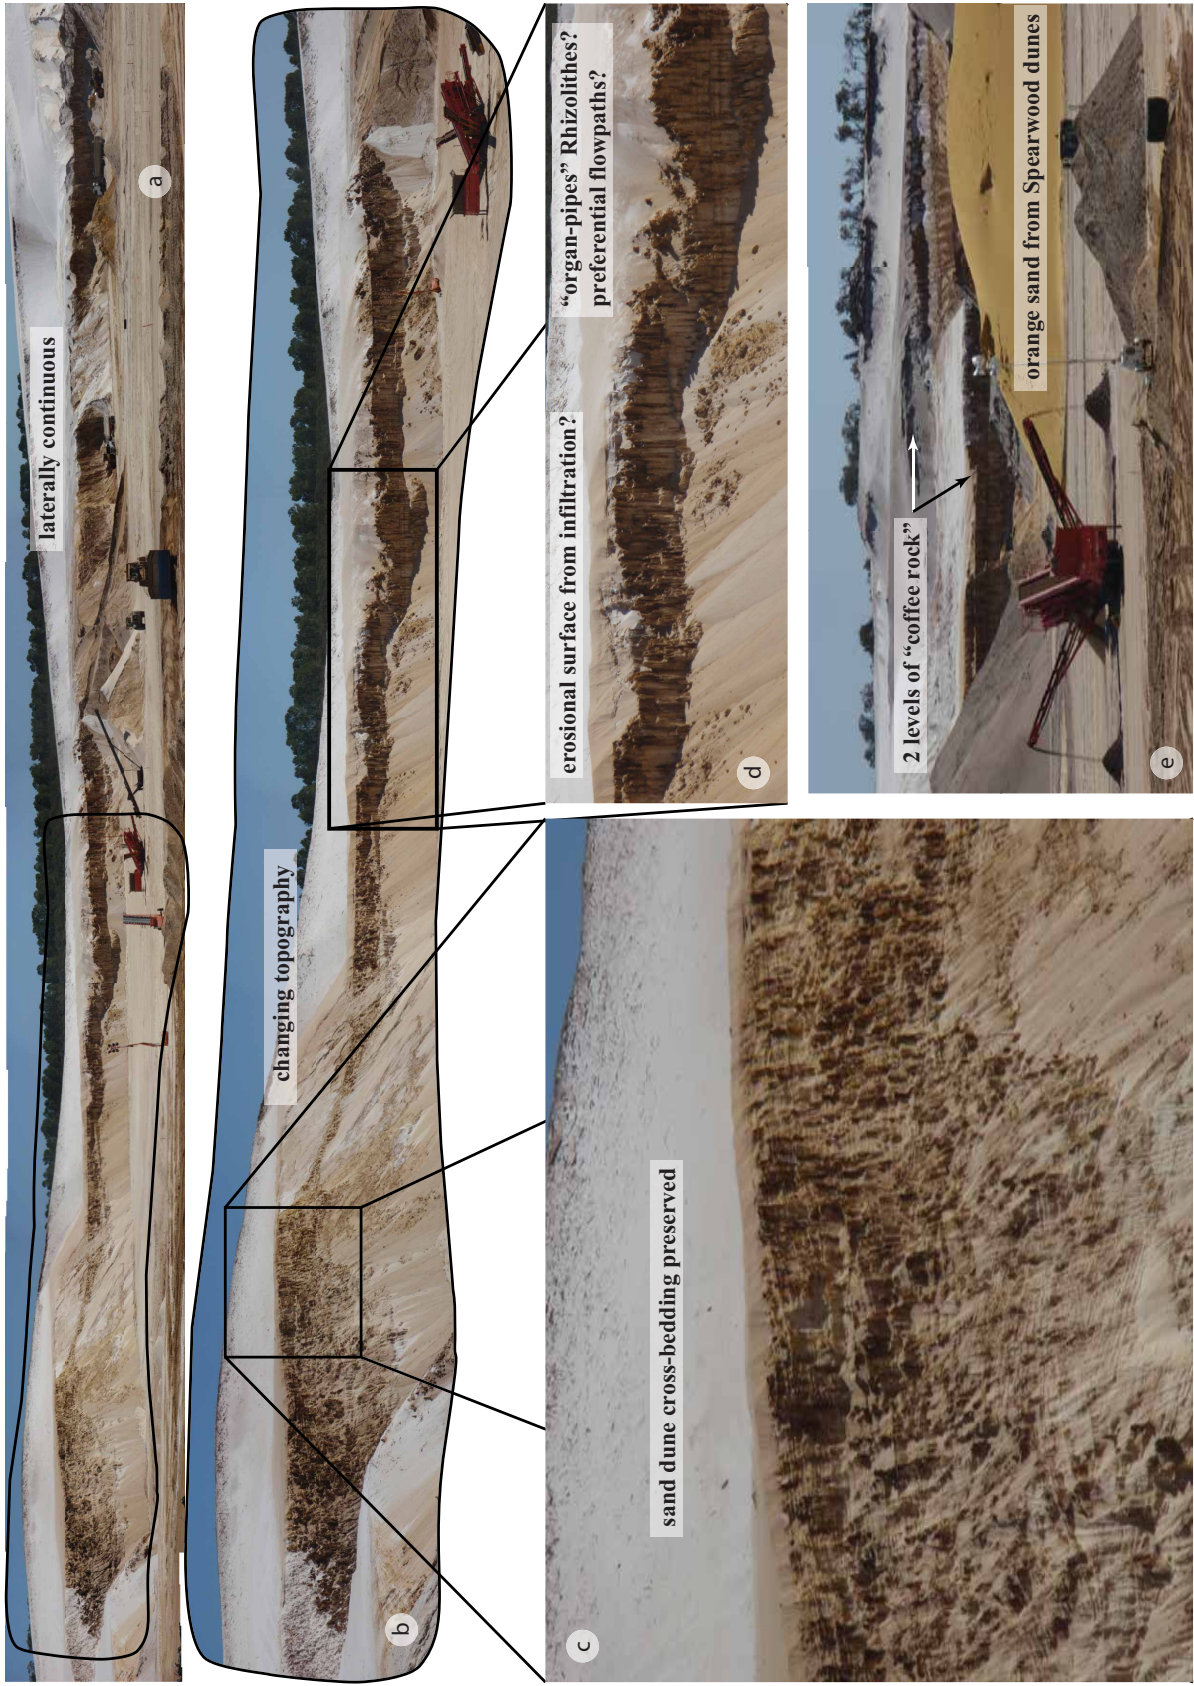 laterally continuous
a
changing topography
b
sand dune cross-bedding preserved
c
erosional surface from infiltration?
“organ-pipes” Rhizolithes?
preferential flowpaths?
d
2 levels of “coffee rock”
orange sand from Spearwood dunes
e